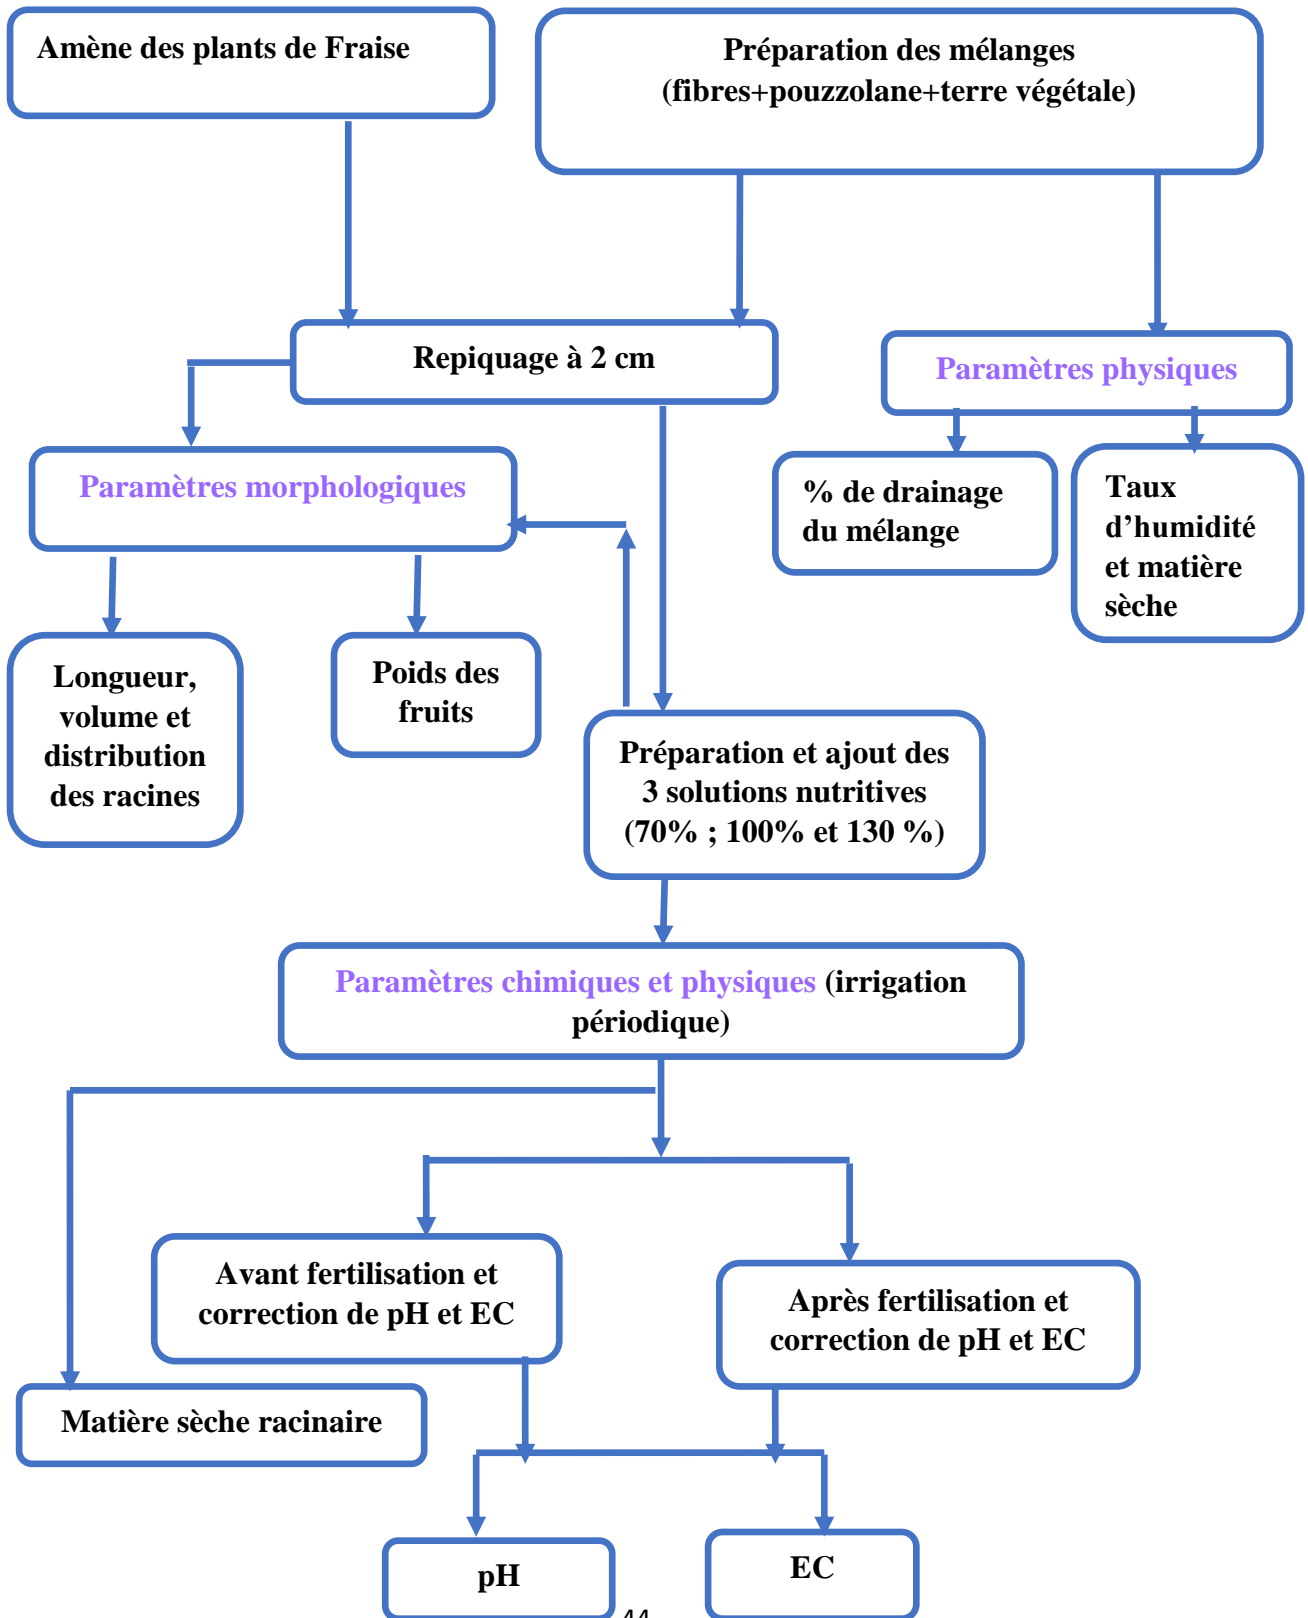 Amène des plants de Fraise
Préparation des mélanges
(fibres+pouzzolane+terre végétale)
Repiquage à 2 cm
Paramètres physiques
Paramètres morphologiques
% de drainage
du mélange
Taux
d’humidité
et matière
sèche
Longueur,
volume et
distribution
des racines
Poids des
fruits
Préparation et ajout des
3 solutions nutritives
(70% ; 100% et 130 %)
Paramètres chimiques et physiques (irrigation
périodique)
Avant fertilisation et
correction de pH et EC
Après fertilisation et
correction de pH et EC
Matière sèche racinaire
pH
EC
44